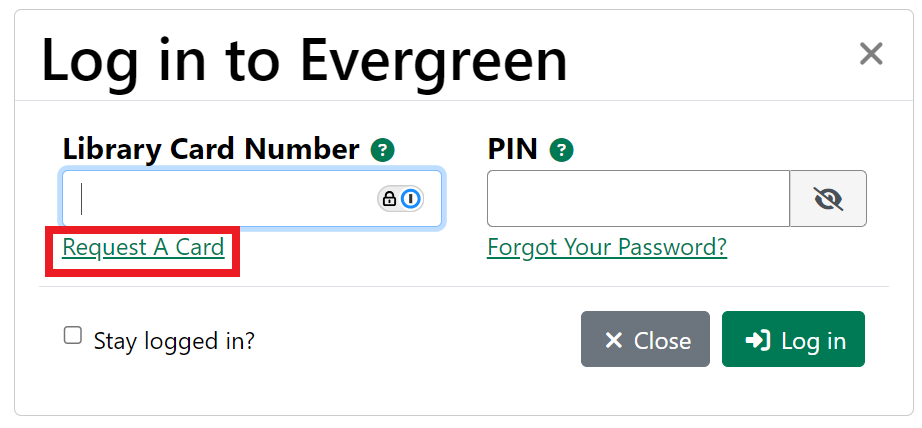 Log in to Evergreen
Library Card Number ?
PIN ?
Request A Card
Forgot Your Password?
Stay logged in?
Close
Log in